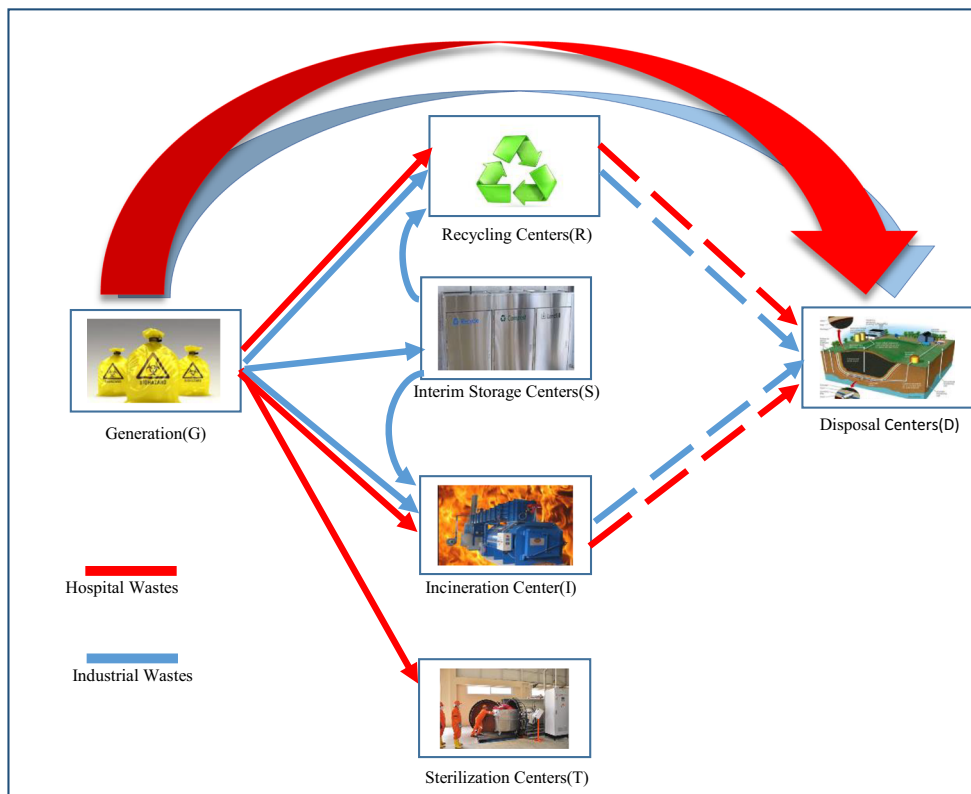 Recycling Centers(R)
Interim Storage Centers(S)
Generation(G)
Disposal Centers(D)
Hospital Wastes
Incineration Center(I)
Industrial Wastes
Sterilization Centers(T)